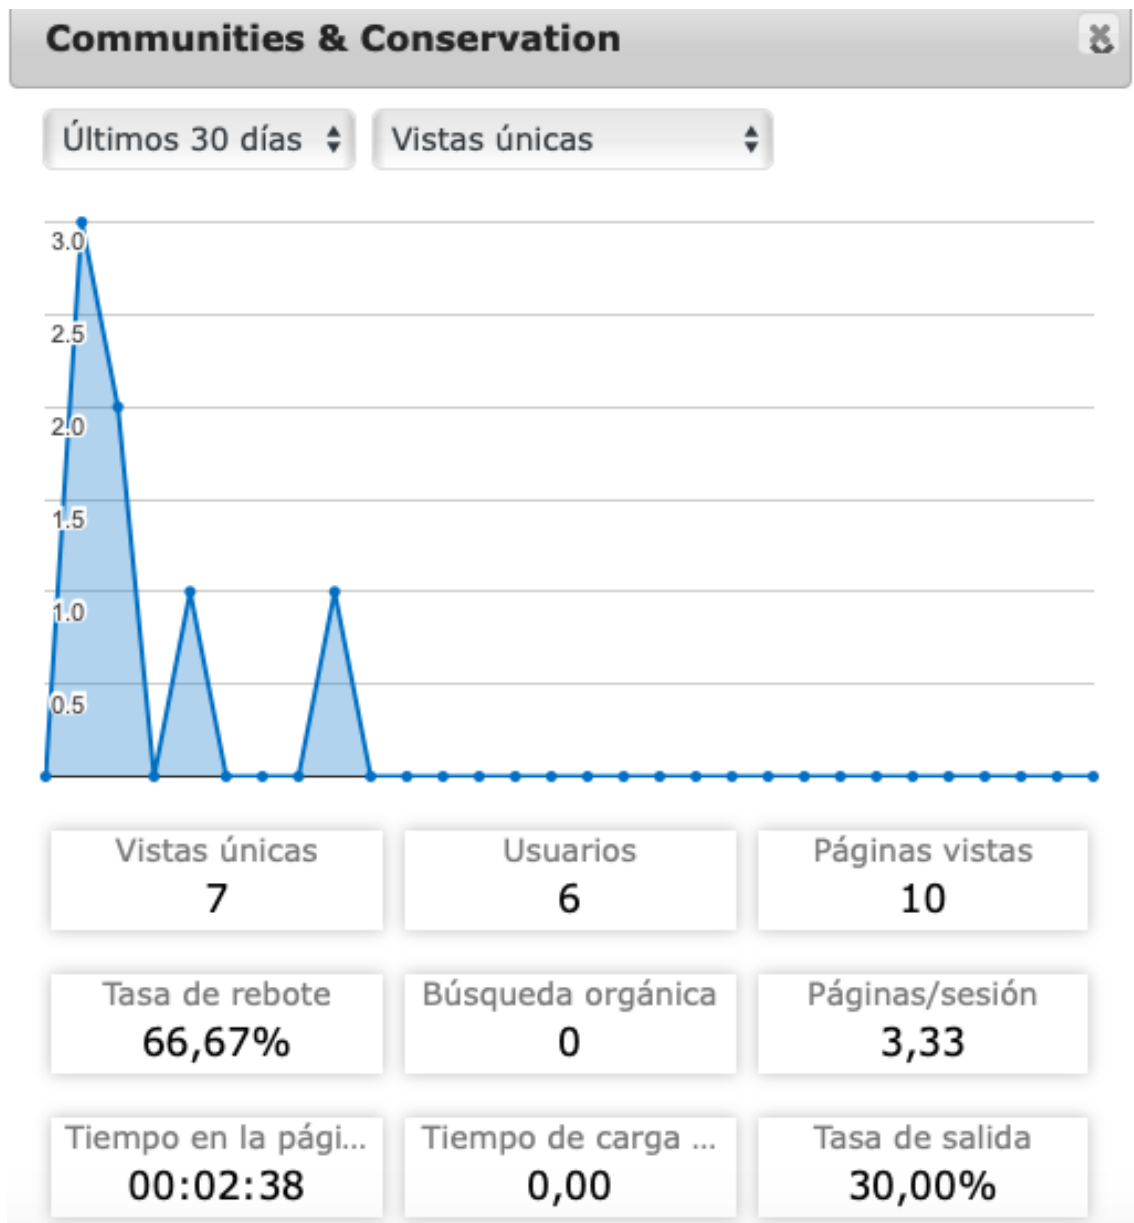 Communities & Conservation
Últimos 30 días
Vistas únicas
3.0
2.5
2.0
1.5
1.0
0.5
Vistas únicas
7
Usuarios
6
Páginas vistas
10
Tasa de rebote
66,67%
Búsqueda orgánica
0
Páginas/sesión
3,33
Tiempo en la pági...
00:02:38
Tiempo de carga ...
0,00
Tasa de salida
30,00%